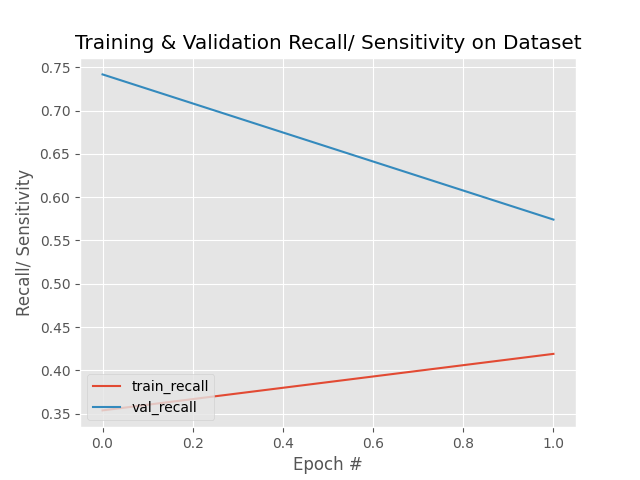 Training & Validation Recall/ Sensitivity on Dataset
0.75
0.70
0.65
0.60
0.55
0.50
0.45
0.40
0.35
Recall/ Sensitivity
train_recall
val_recall
0.0 0.2 0.4 0.6 0.8 1.0
Epoch #